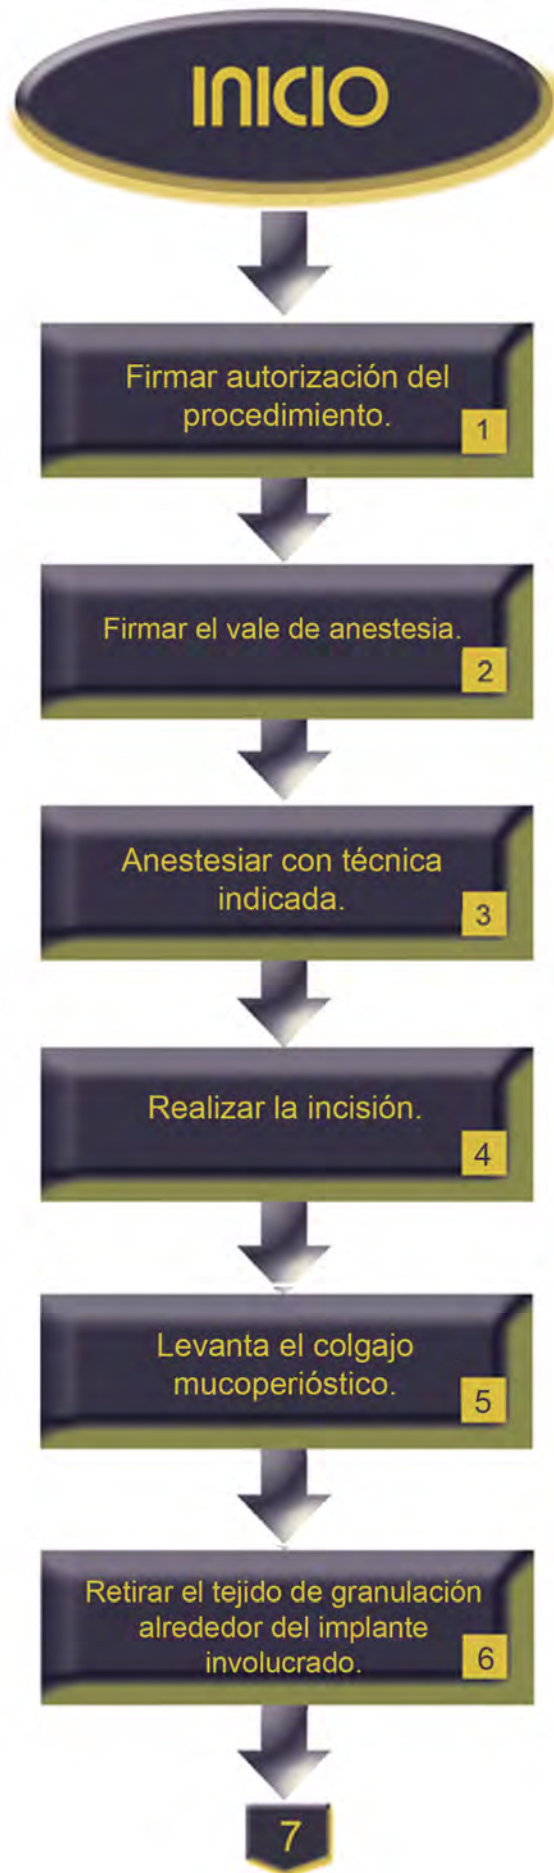 INICIO
Firmar autorización del
procedimiento.
1
Firmar el vale de anestesia.
2
Anestesiar con técnica
indicada.
3
Realizar la incisión.
4
Levanta el colgajo
mucoperióstico.
5
Retirar el tejido de granulación
alrededor del implante
involucrado.
6
7